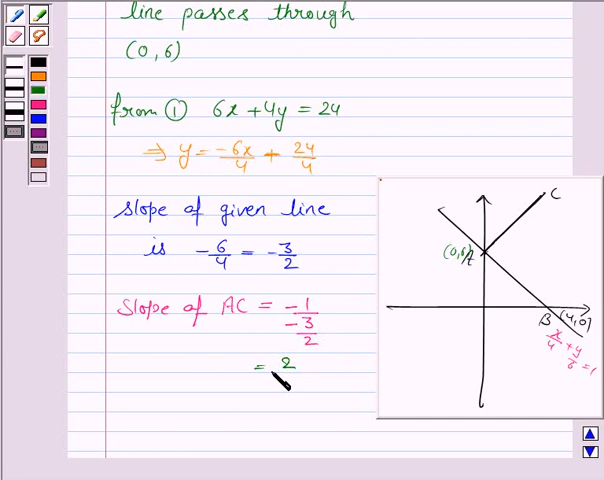 line passes through
(0,6)
from ① 6x + 4y = 24
⇒ y = -6x/4 + 24/4
Slope of given line
is -6/4 = -3/2
Slope of AC = -1/(-3/2)
= 2
C
(0,6)A
B (4,0)
x/4 + y/6 = 1